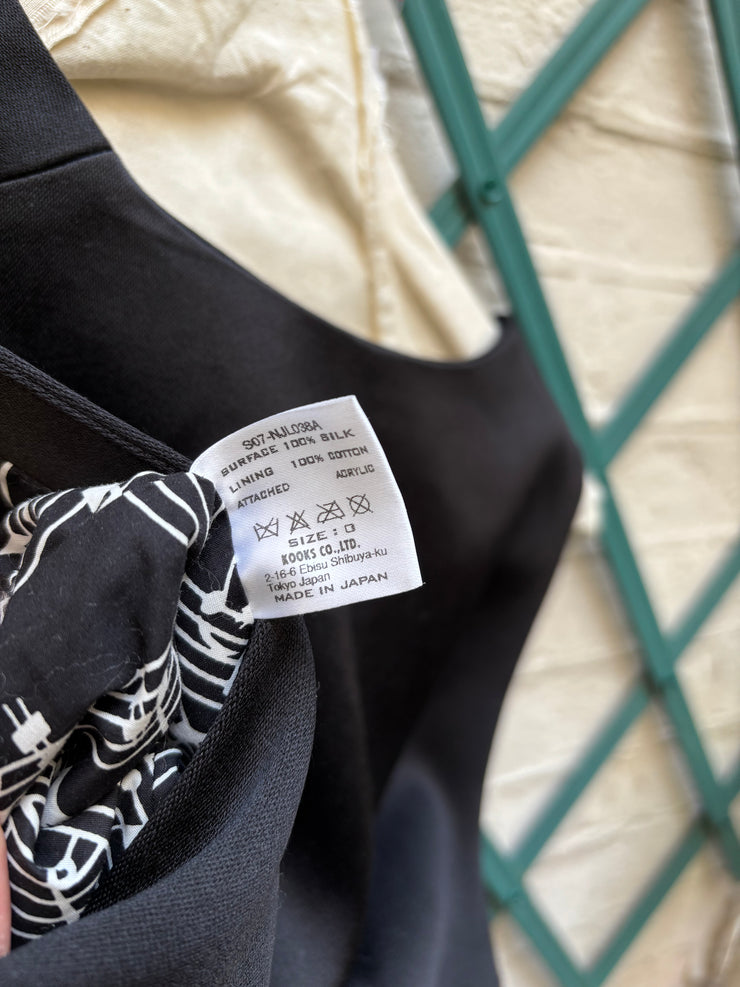 S07-NJL038A
SURFACE 100% SILK
LINING 100% COTTON
ATTACHED ACRYLIC
SIZE : 0
KOOKS CO.,LTD.
2-16-6 Ebisu Shibuya-ku
Tokyo Japan
MADE IN JAPAN